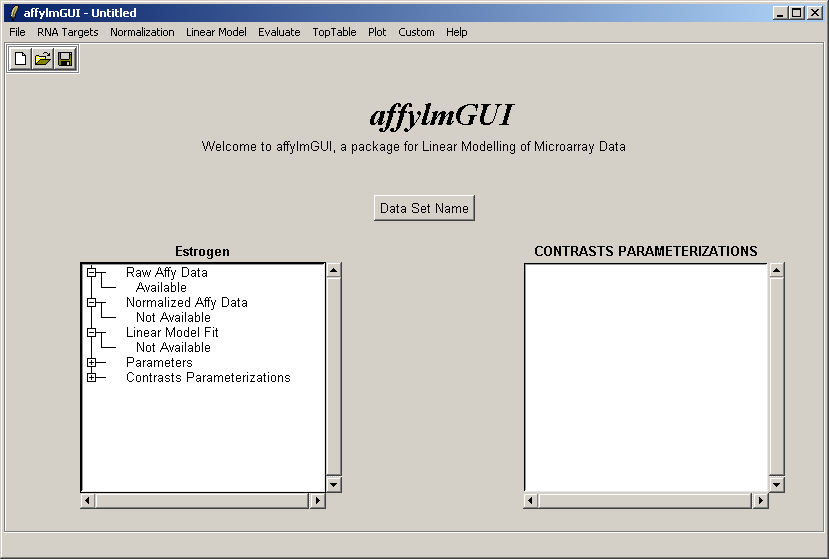 affylmGUI - Untitled
File RNA Targets Normalization Linear Model Evaluate TopTable Plot Custom Help
affylmGUI
Welcome to affylmGUI, a package for Linear Modelling of Microarray Data
Data Set Name
Estrogen
Raw Affy Data
Available
Normalized Affy Data
Not Available
Linear Model Fit
Not Available
Parameters
Contrasts Parameterizations
CONTRASTS PARAMETERIZATIONS